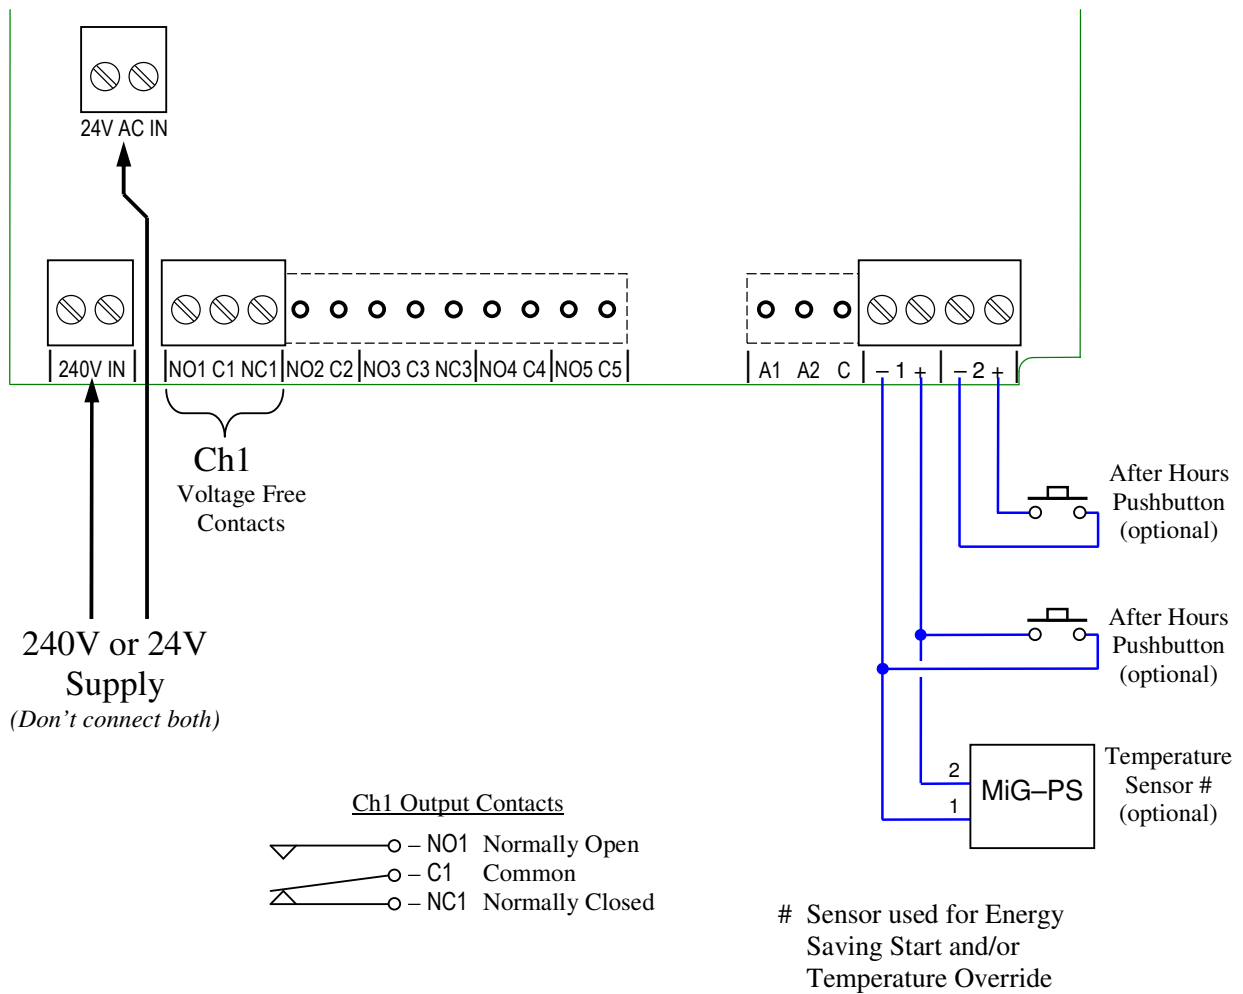 24V AC IN
240V IN
NO1 C1 NC1 NO2 C2 NO3 C3 NC3 NO4 C4 NO5 C5
A1 A2 C – 1 + – 2 +
Ch1
Voltage Free
Contacts
240V or 24V
Supply
(Don't connect both)
After Hours
Pushbutton
(optional)
After Hours
Pushbutton
(optional)
2
1
MiG–PS
Temperature
Sensor #
(optional)
Ch1 Output Contacts
– NO1 Normally Open
– C1 Common
– NC1 Normally Closed
# Sensor used for Energy
Saving Start and/or
Temperature Override